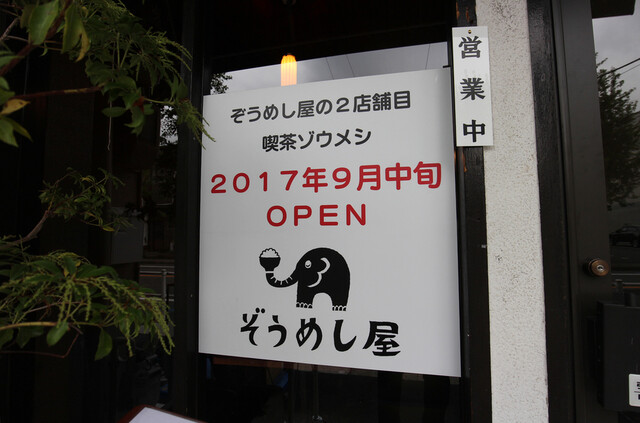 ぞうめし屋の２店舗目
喫茶ゾウメシ
２０１７年９月中旬
ＯＰＥＮ
ぞうめし屋
営業中